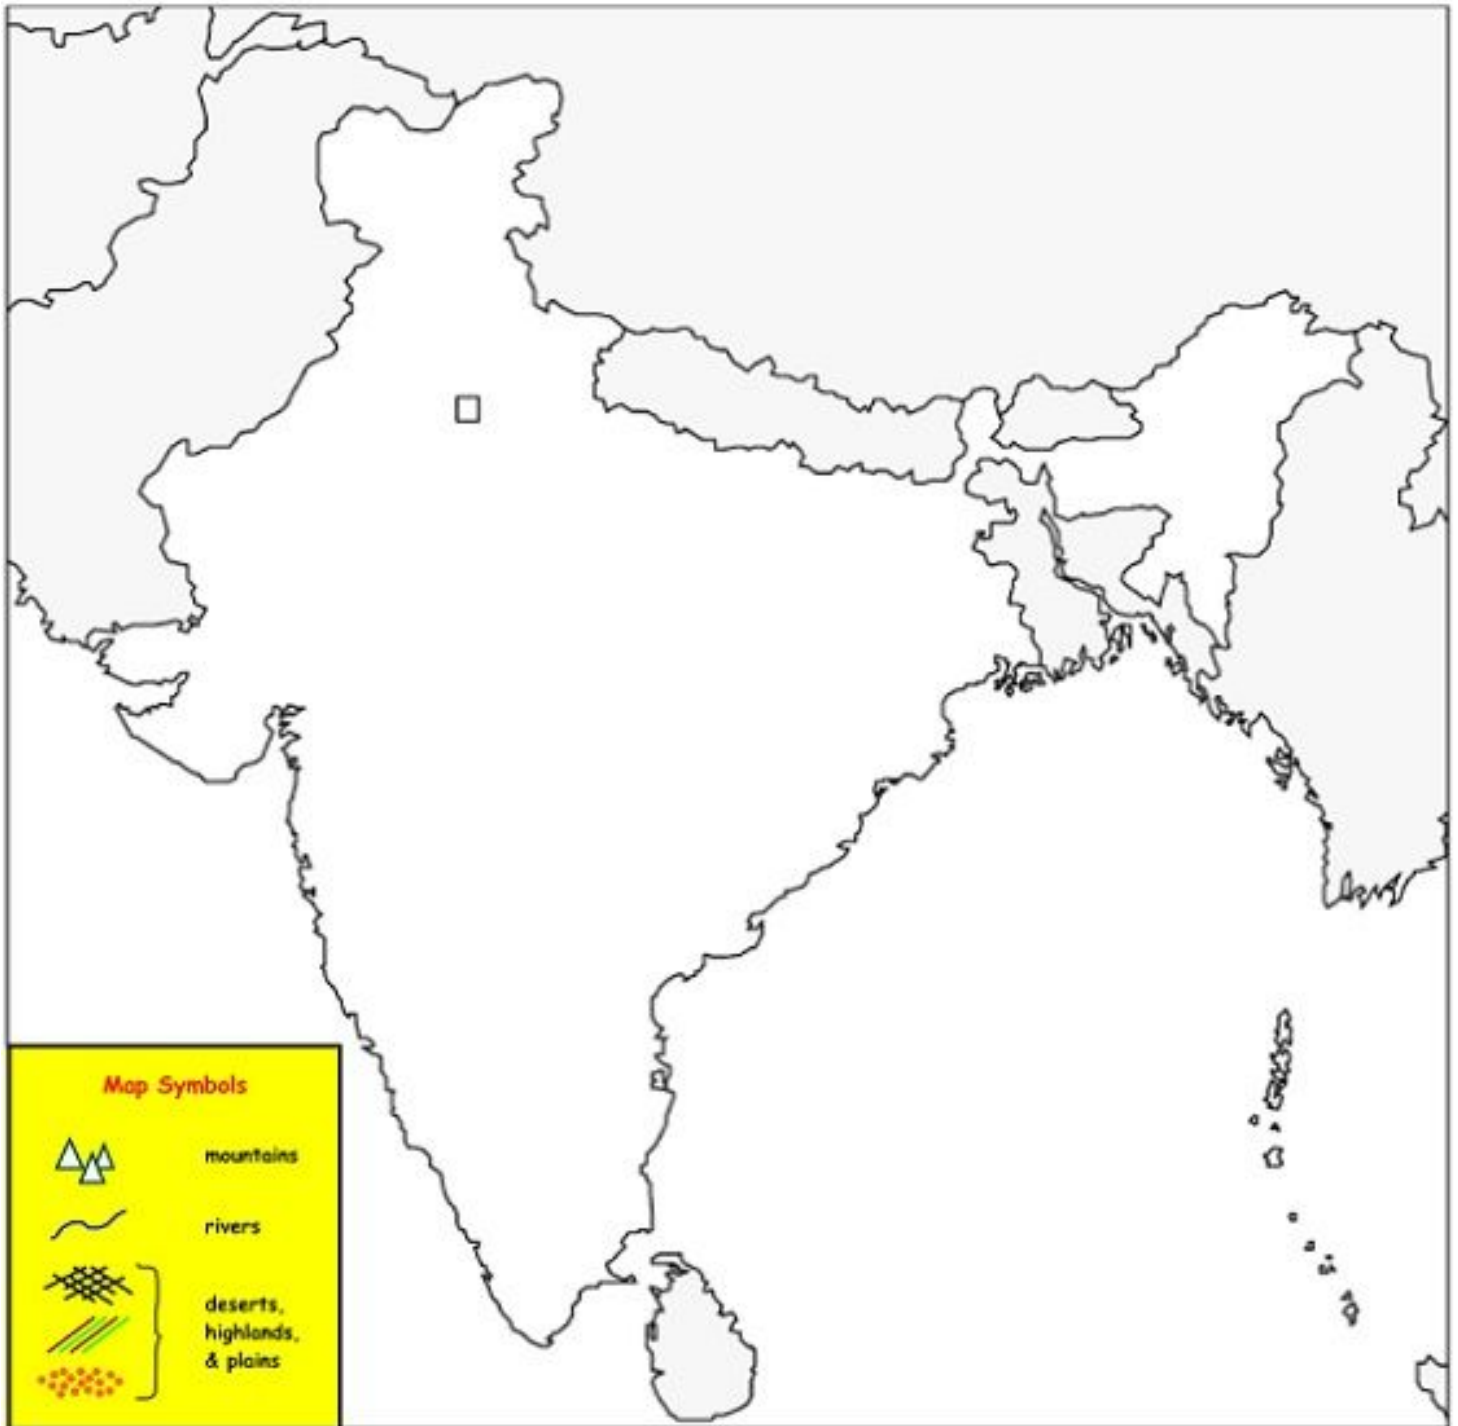 Map Symbols
mountains
rivers
deserts,
highlands,
& plains